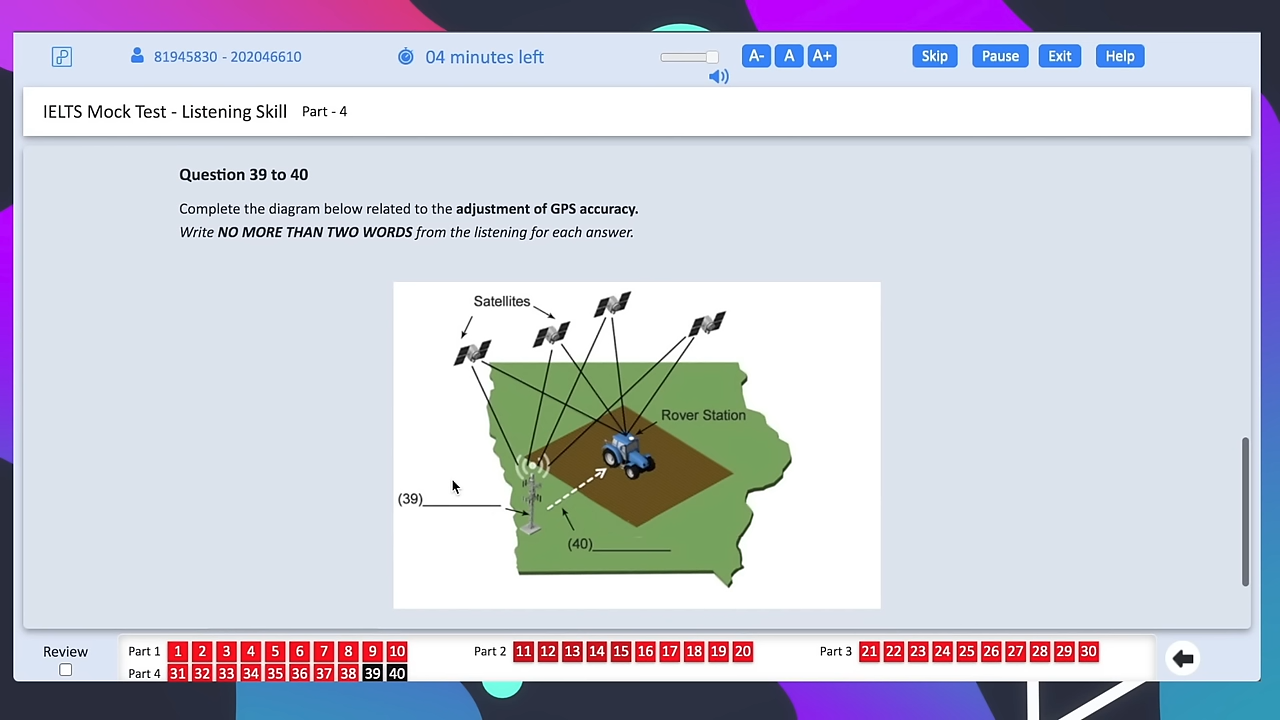 81945830 - 202046610
04 minutes left
A- A A+
Skip Pause Exit Help
IELTS Mock Test - Listening Skill Part - 4
Question 39 to 40
Complete the diagram below related to the adjustment of GPS accuracy.
Write NO MORE THAN TWO WORDS from the listening for each answer.
Satellites
Rover Station
(39)__________
(40)__________
Review
Part 1 1 2 3 4 5 6 7 8 9 10
Part 2 11 12 13 14 15 16 17 18 19 20
Part 3 21 22 23 24 25 26 27 28 29 30
Part 4 31 32 33 34 35 36 37 38 39 40